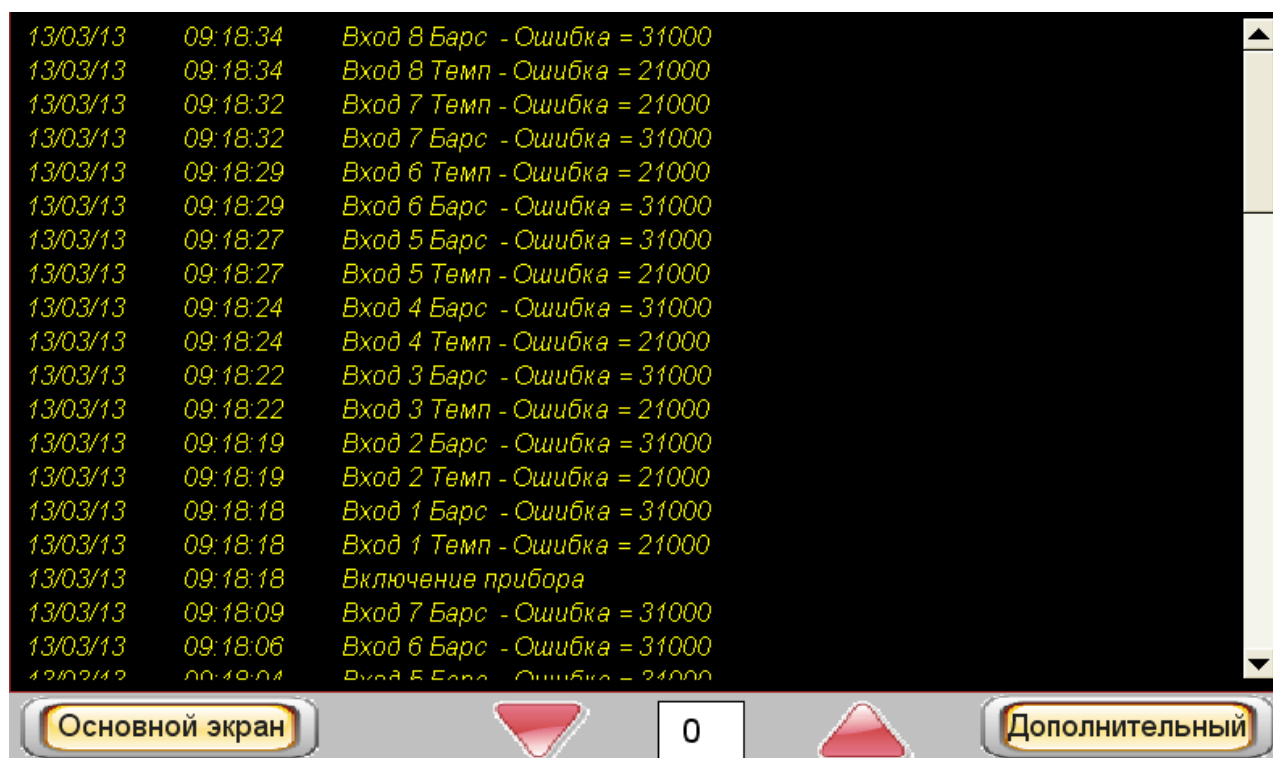 13/03/13 09:18:34 Вход 8 Барс - Ошибка = 31000
13/03/13 09:18:34 Вход 8 Темп - Ошибка = 21000
13/03/13 09:18:32 Вход 7 Темп - Ошибка = 21000
13/03/13 09:18:32 Вход 7 Барс - Ошибка = 31000
13/03/13 09:18:29 Вход 6 Темп - Ошибка = 21000
13/03/13 09:18:29 Вход 6 Барс - Ошибка = 31000
13/03/13 09:18:27 Вход 5 Барс - Ошибка = 31000
13/03/13 09:18:27 Вход 5 Темп - Ошибка = 21000
13/03/13 09:18:24 Вход 4 Барс - Ошибка = 31000
13/03/13 09:18:24 Вход 4 Темп - Ошибка = 21000
13/03/13 09:18:22 Вход 3 Барс - Ошибка = 31000
13/03/13 09:18:22 Вход 3 Темп - Ошибка = 21000
13/03/13 09:18:19 Вход 2 Барс - Ошибка = 31000
13/03/13 09:18:19 Вход 2 Темп - Ошибка = 21000
13/03/13 09:18:18 Вход 1 Барс - Ошибка = 31000
13/03/13 09:18:18 Вход 1 Темп - Ошибка = 21000
13/03/13 09:18:18 Включение прибора
13/03/13 09:18:09 Вход 7 Барс - Ошибка = 31000
13/03/13 09:18:06 Вход 6 Барс - Ошибка = 31000
Основной экран 0 Дополнительный